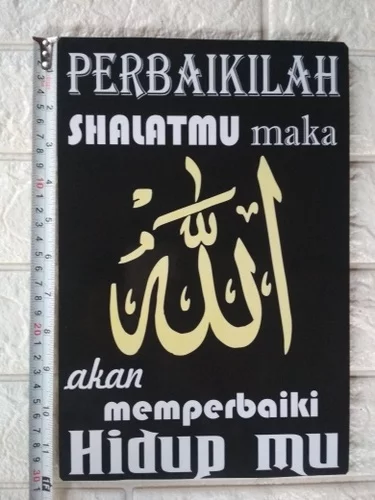 PERBAIKILAH
SHALATMU maka
الله
akan
memperbaiki
Hidup mu